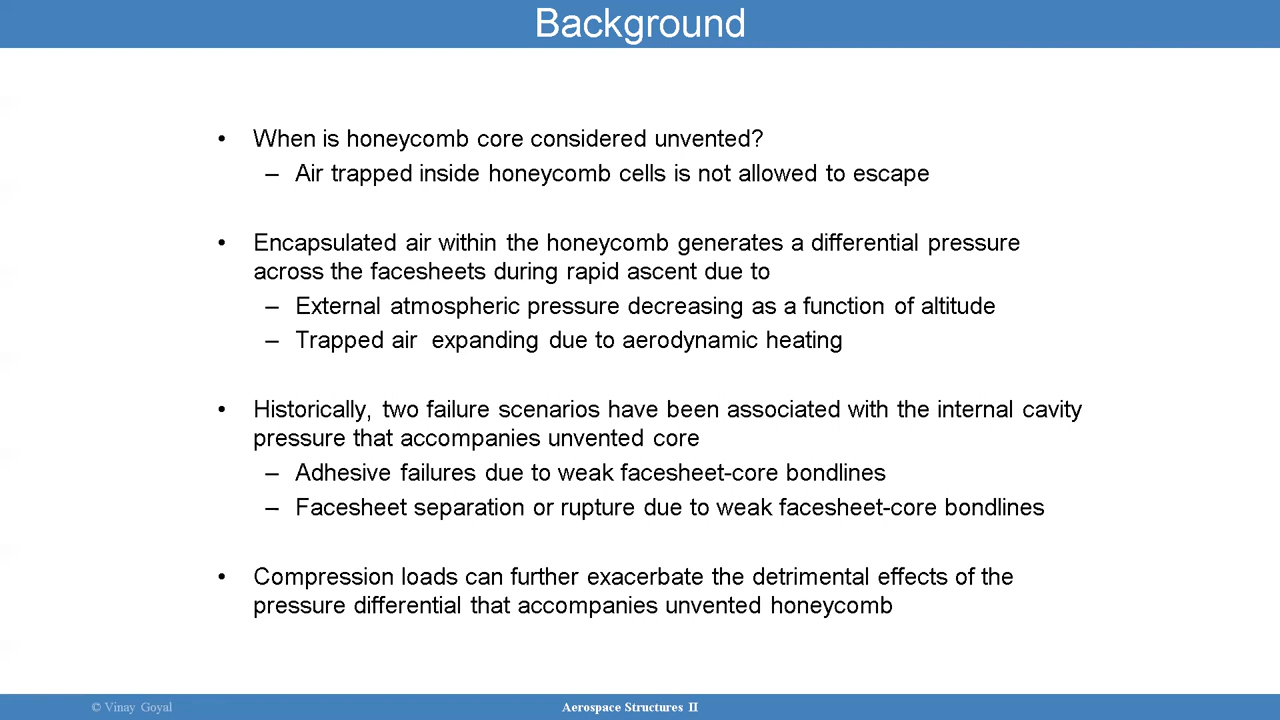 Background
• When is honeycomb core considered unvented?
– Air trapped inside honeycomb cells is not allowed to escape
• Encapsulated air within the honeycomb generates a differential pressure
across the facesheets during rapid ascent due to
– External atmospheric pressure decreasing as a function of altitude
– Trapped air expanding due to aerodynamic heating
• Historically, two failure scenarios have been associated with the internal cavity
pressure that accompanies unvented core
– Adhesive failures due to weak facesheet-core bondlines
– Facesheet separation or rupture due to weak facesheet-core bondlines
• Compression loads can further exacerbate the detrimental effects of the
pressure differential that accompanies unvented honeycomb
© Vinay Goyal
Aerospace Structures II